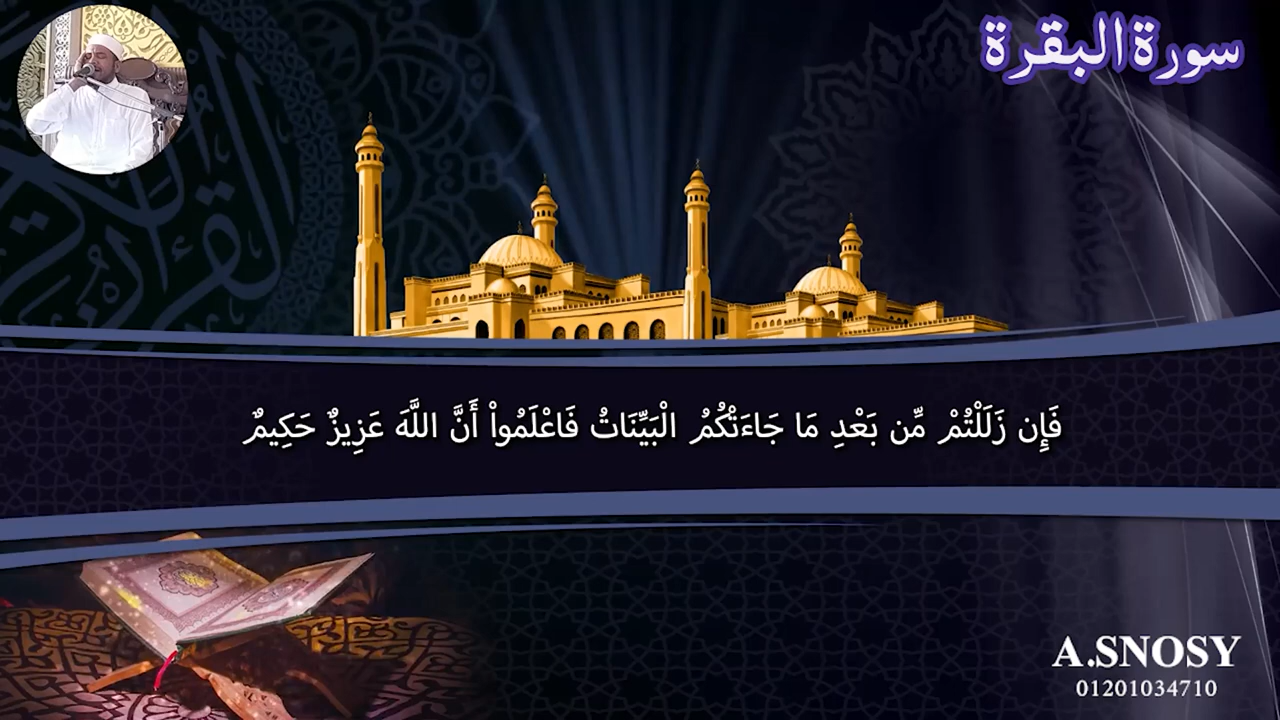 سورة البقرة
فَإِن زَلَلْتُمْ مِّن بَعْدِ مَا جَاءَتْكُمُ الْبَيِّنَاتُ فَاعْلَمُواْ أَنَّ اللَّهَ عَزِيزٌ حَكِيمٌ
A.SNOSY
01201034710